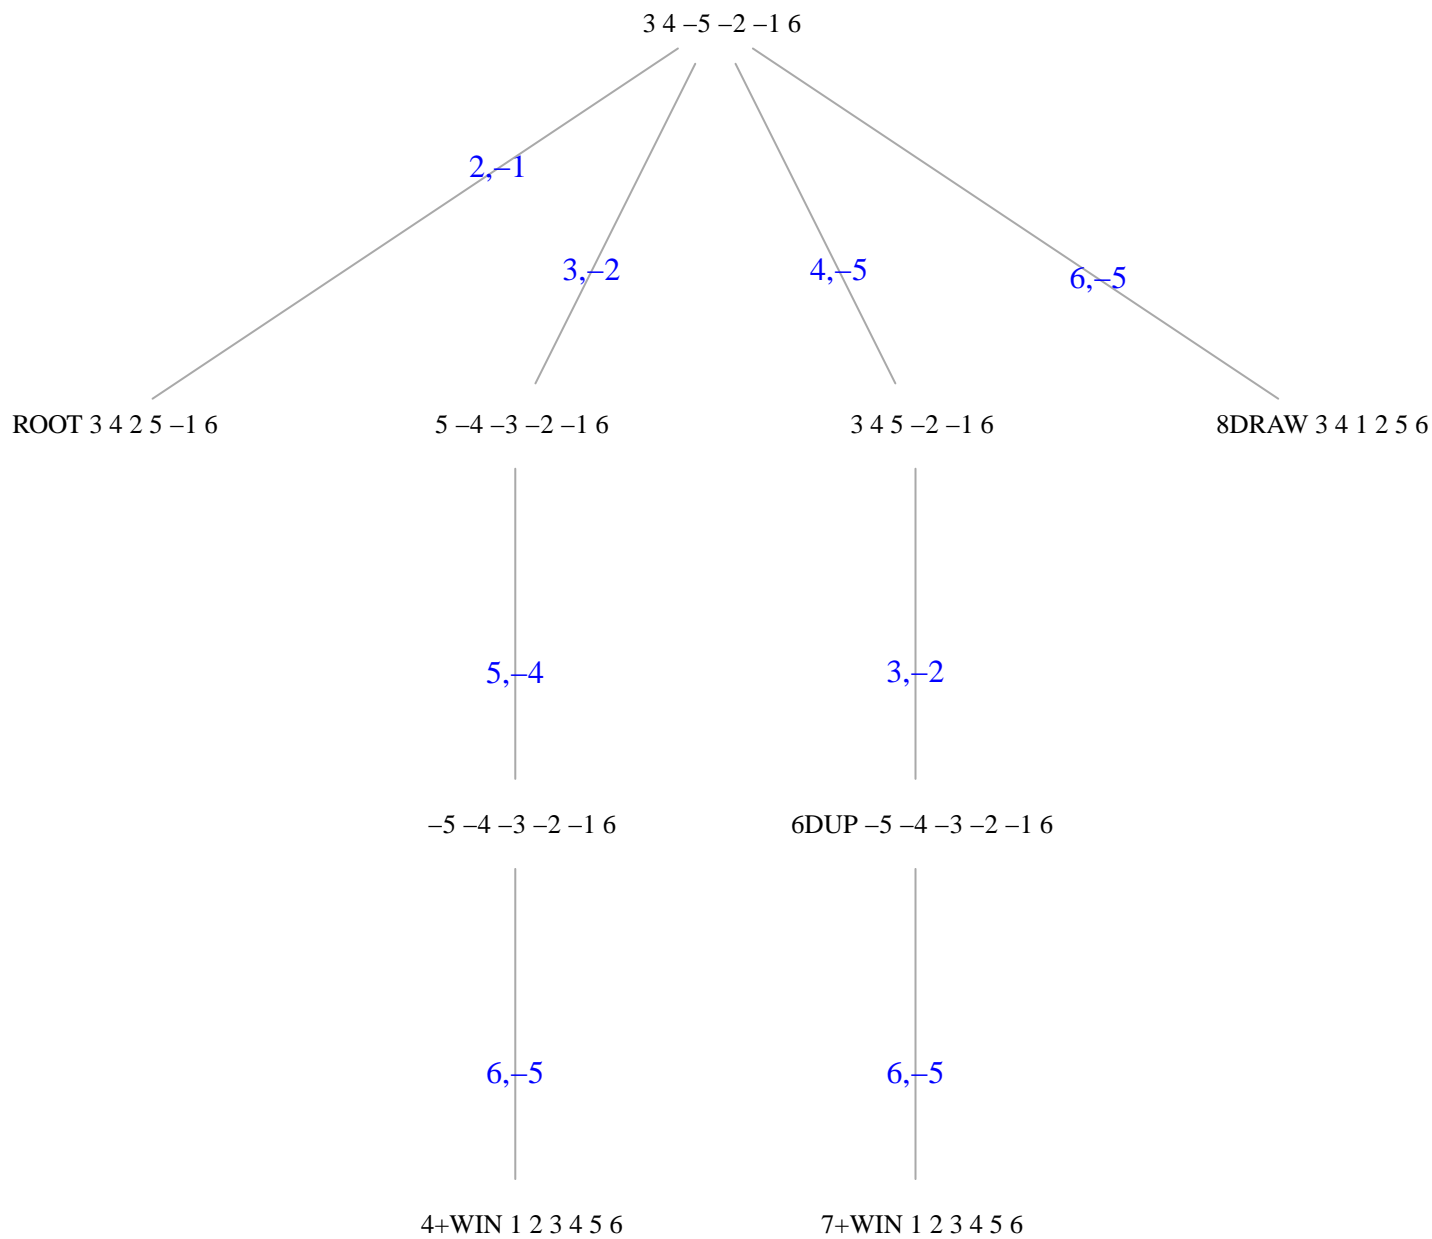 3 4 –5 –2 –1 6
2,–1
3,–2
4,–5
6,–5
ROOT 3 4 2 5 –1 6
5 –4 –3 –2 –1 6
3 4 5 –2 –1 6
8DRAW 3 4 1 2 5 6
5,–4
3,–2
–5 –4 –3 –2 –1 6
6DUP –5 –4 –3 –2 –1 6
6,–5
6,–5
4+WIN 1 2 3 4 5 6
7+WIN 1 2 3 4 5 6